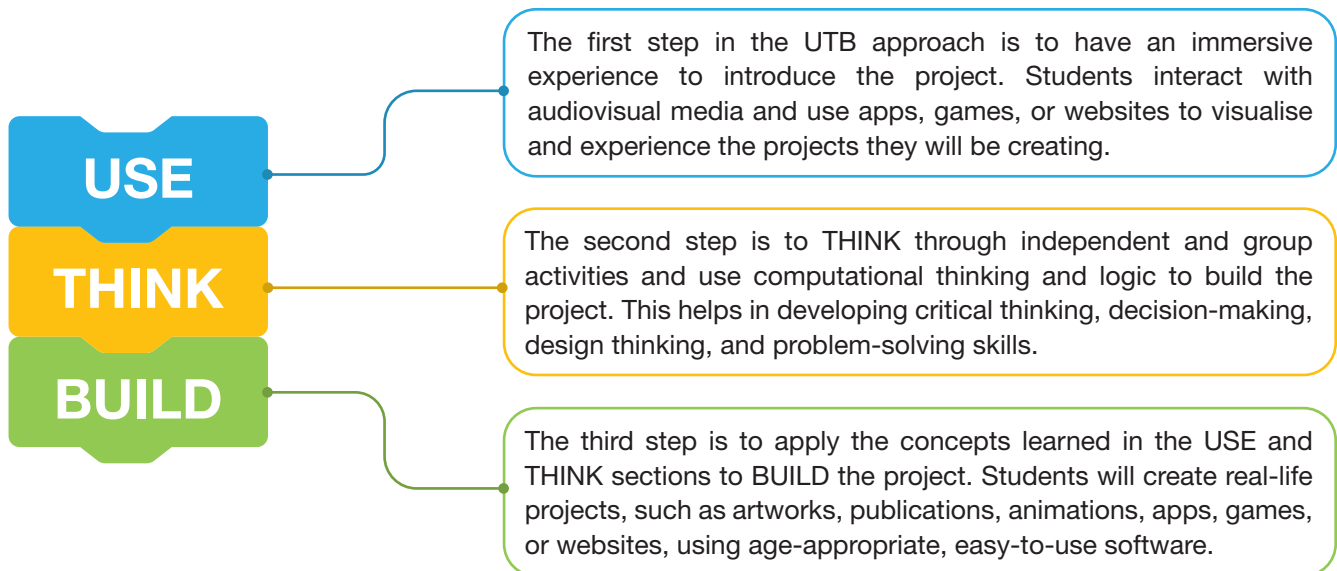 USE
The first step in the UTB approach is to have an immersive
experience to introduce the project. Students interact with
audiovisual media and use apps, games, or websites to visualise
and experience the projects they will be creating.
THINK
The second step is to THINK through independent and group
activities and use computational thinking and logic to build the
project. This helps in developing critical thinking, decision-making,
design thinking, and problem-solving skills.
BUILD
The third step is to apply the concepts learned in the USE and
THINK sections to BUILD the project. Students will create real-life
projects, such as artworks, publications, animations, apps, games,
or websites, using age-appropriate, easy-to-use software.